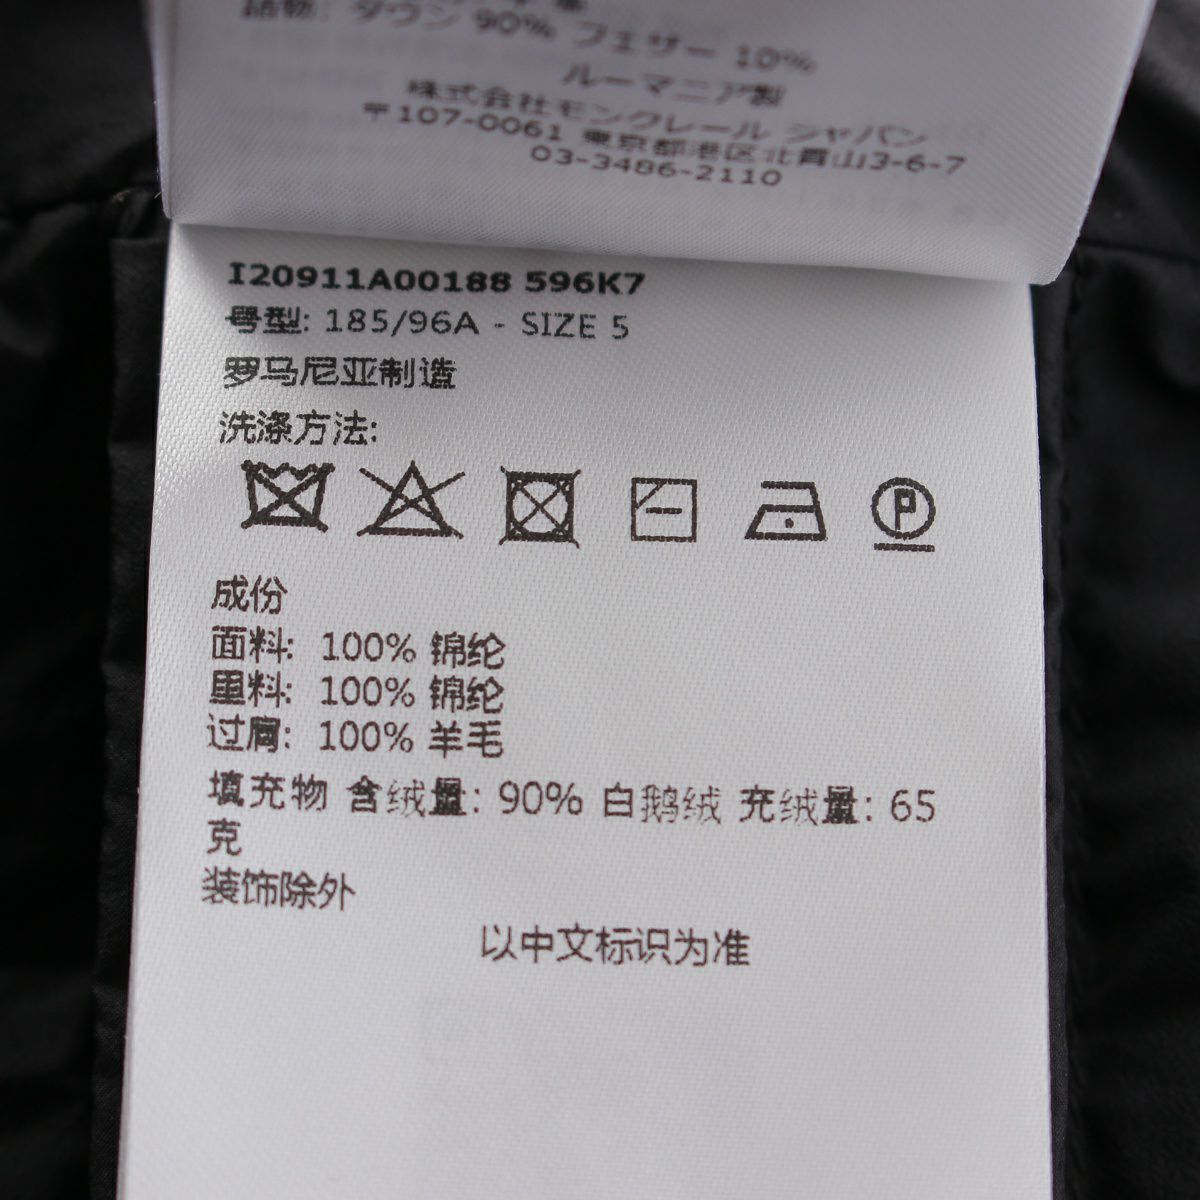 詰物: ダウン 90% フェザー 10%
ルーマニア製
株式会社モンクレール ジャパン
〒107-0061 東京都港区北青山3-6-7
03-3486-2110
I20911A00188 596K7
号型: 185/96A - SIZE 5
罗马尼亚制造
洗涤方法:
P
成份
面料: 100% 锦纶
里料: 100% 锦纶
过肩: 100% 羊毛
填充物 含绒量: 90% 白鹅绒 充绒量: 65
克
装饰除外
以中文标识为准